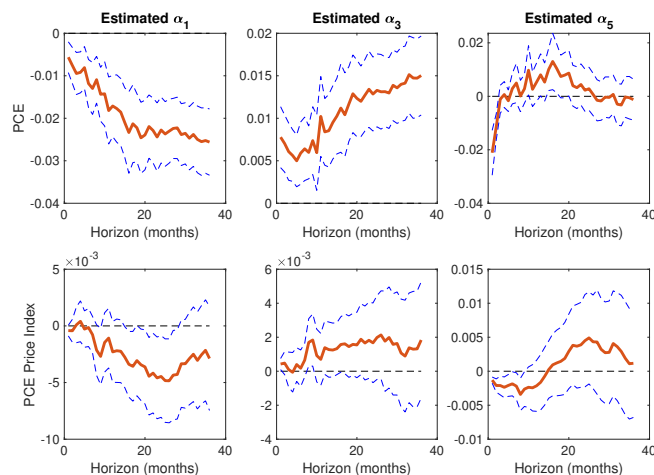 Estimated α1
Estimated α3
Estimated α5
PCE
0
-0.01
-0.02
-0.03
-0.04
0 20 40
Horizon (months)
0.02
0.015
0.01
0.005
0
0 20 40
Horizon (months)
0.02
0
-0.02
-0.04
0 20 40
Horizon (months)
PCE Price Index
×10-3
5
0
-5
-10
0 20 40
Horizon (months)
×10-3
6
4
2
0
-2
-4
0 20 40
Horizon (months)
0.015
0.01
0.005
0
-0.005
-0.01
0 20 40
Horizon (months)